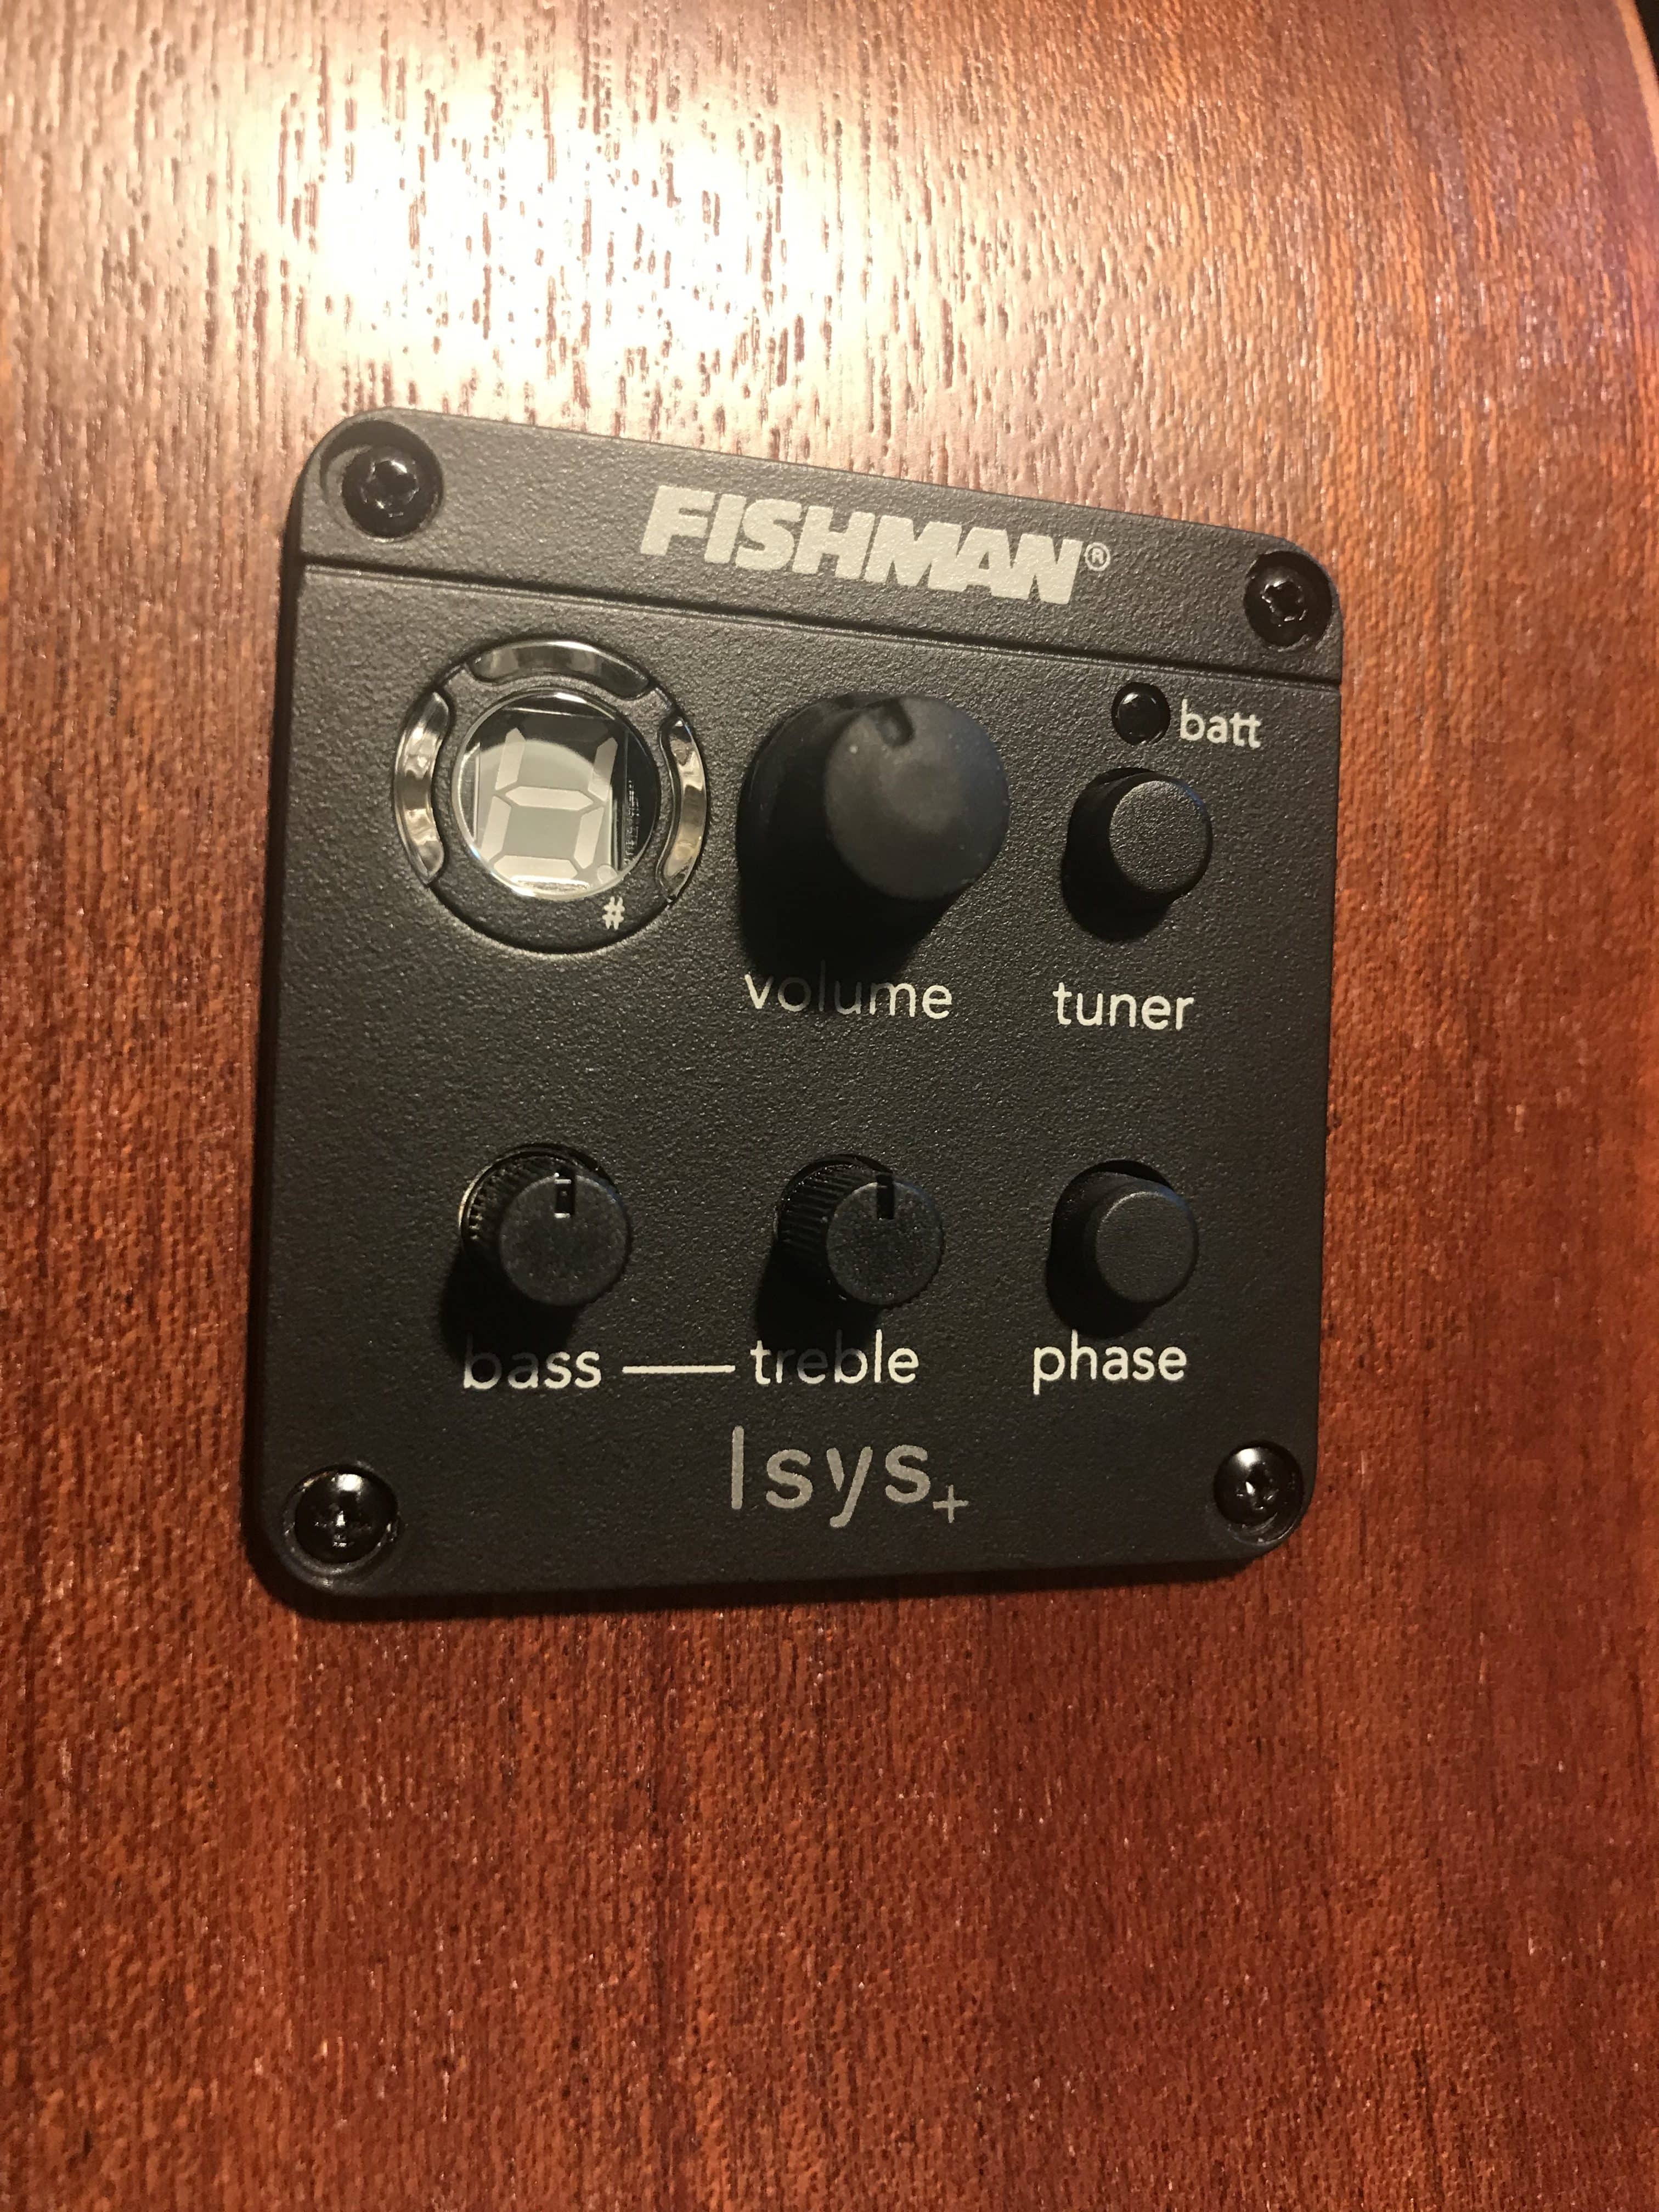 FISHMAN®
batt
#
volume
tuner
bass — treble
phase
Isys+